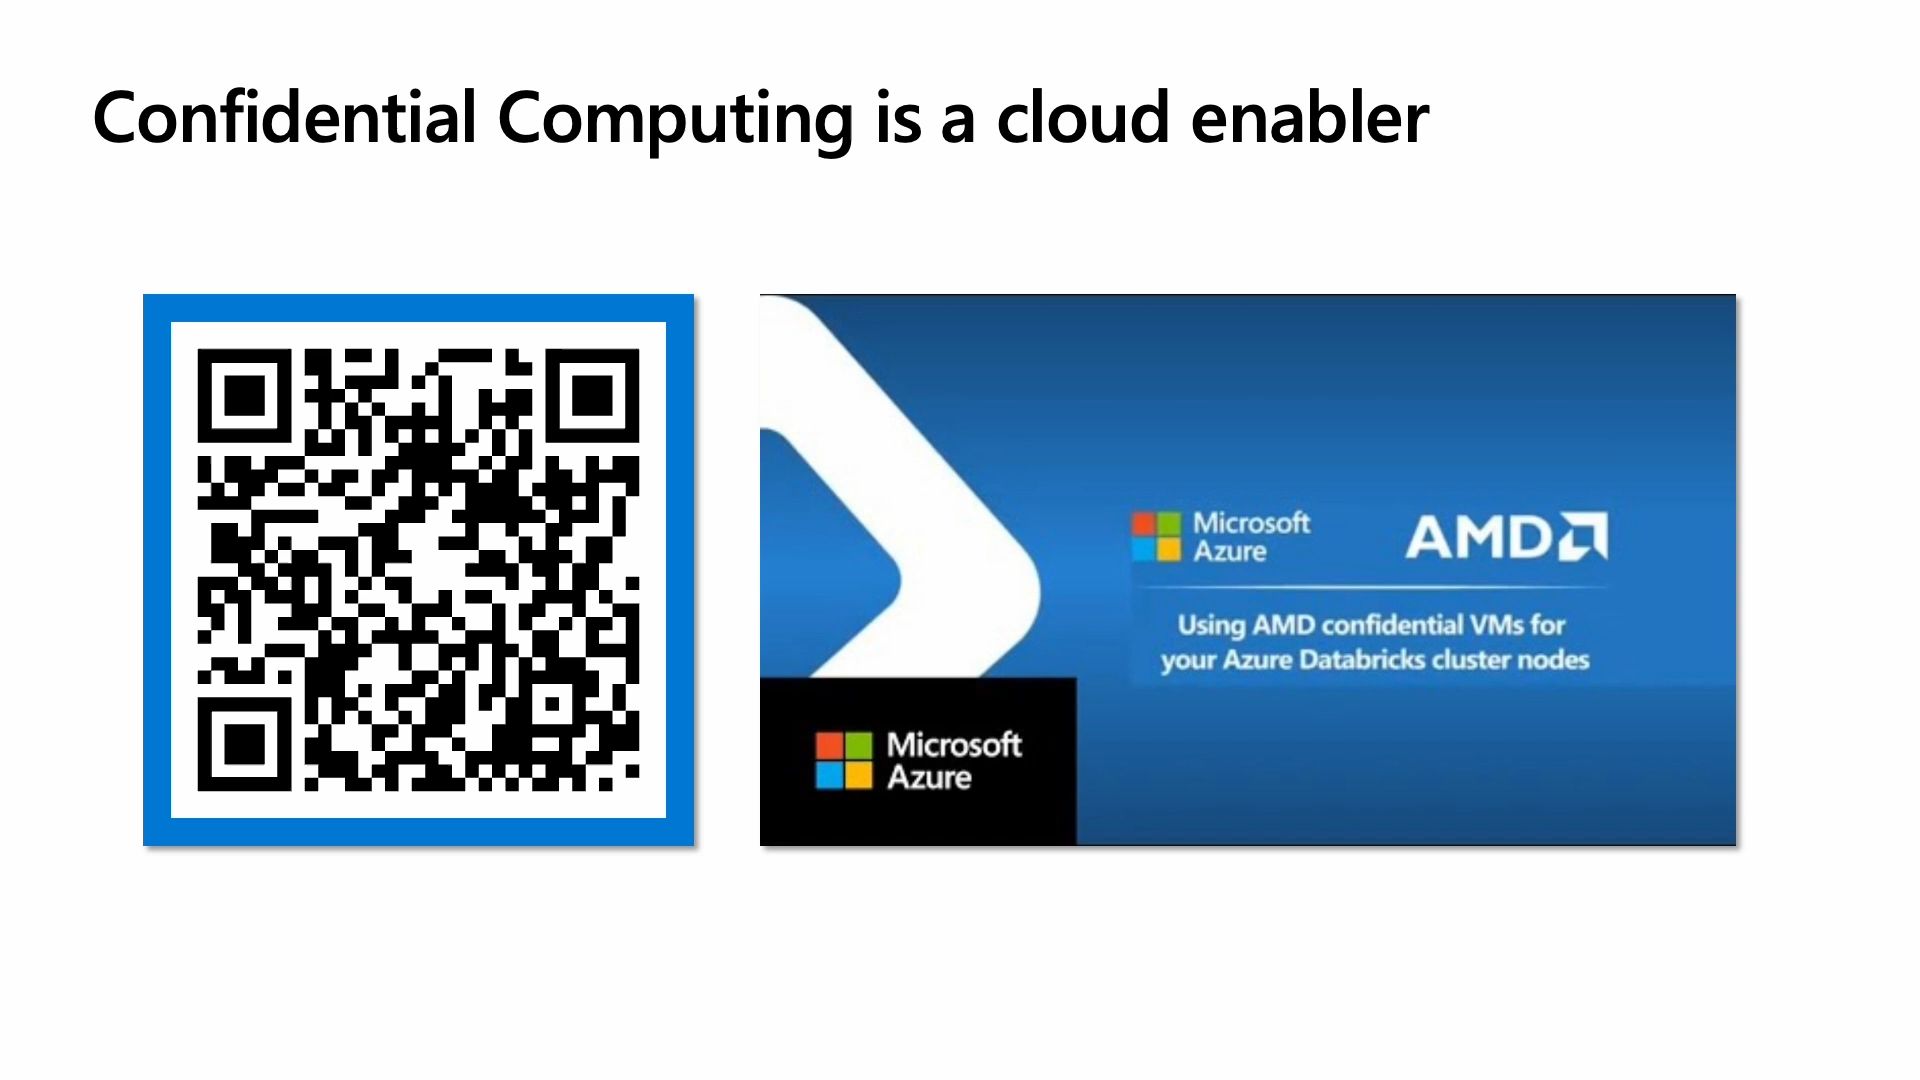 Confidential Computing is a cloud enabler
Microsoft
Azure
AMD
Using AMD confidential VMs for
your Azure Databricks cluster nodes
Microsoft
Azure